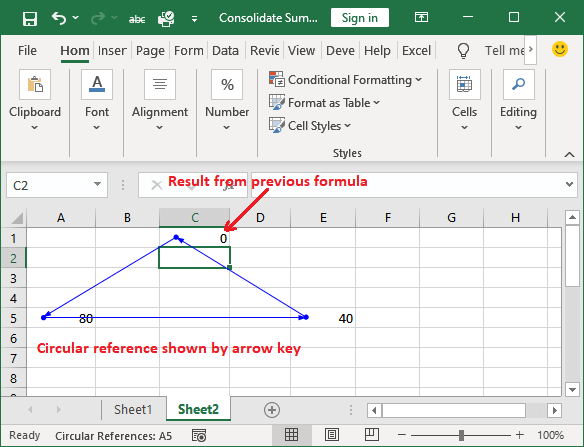 Consolidate Sum... Sign in
File Hom Inser Page Form Data Revie View Deve Help Excel Tell me
Clipboard Font Alignment % Number Conditional Formatting Format as Table Cell Styles Styles Cells Editing
C2 fx
Result from previous formula
A B C D E F G H
1 0
2
3
4
5 80 40
6
Circular reference shown by arrow key
7
8
Sheet1 Sheet2
Ready Circular References: A5 100%